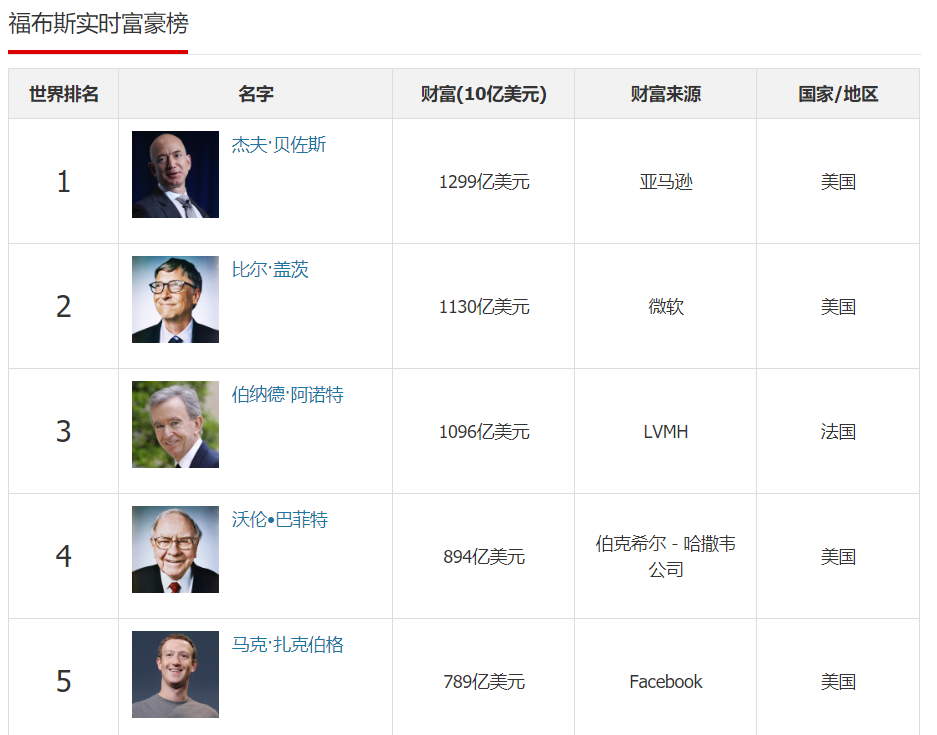 福布斯实时富豪榜
世界排名 名字 财富(10亿美元) 财富来源 国家/地区
1 杰夫·贝佐斯 1299亿美元 亚马逊 美国
2 比尔·盖茨 1130亿美元 微软 美国
3 伯纳德·阿诺特 1096亿美元 LVMH 法国
4 沃伦•巴菲特 894亿美元 伯克希尔 - 哈撒韦
公司 美国
5 马克·扎克伯格 789亿美元 Facebook 美国